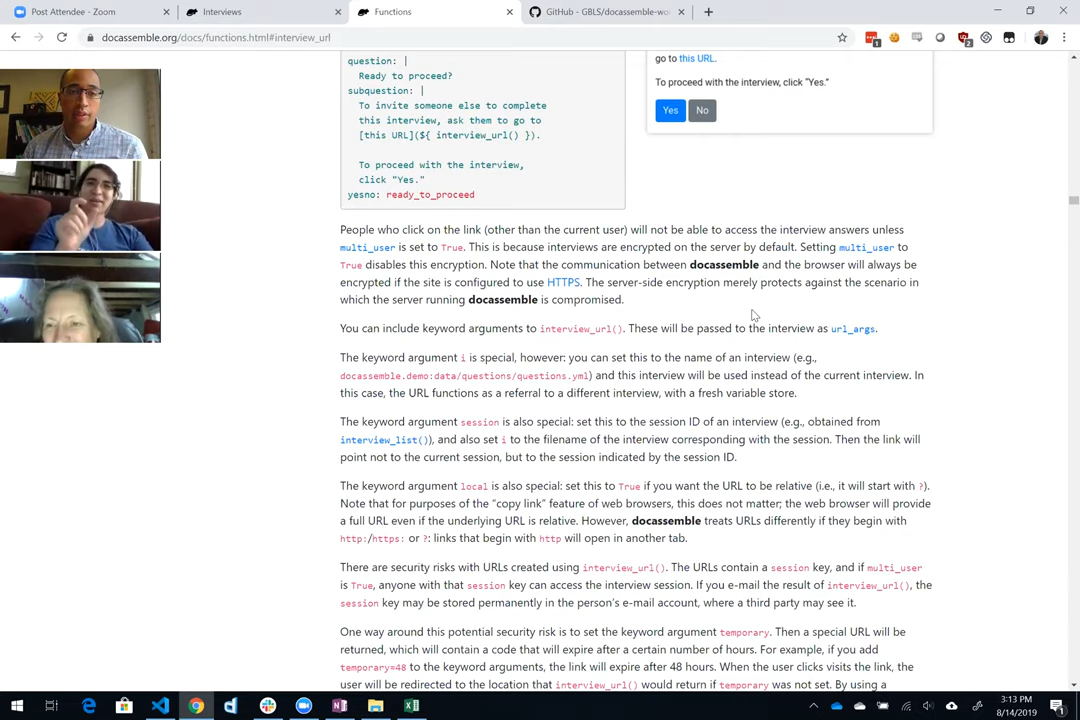 Post Attendee - Zoom
Interviews
Functions
GitHub - GBLS/docassemble-wo
docassemble.org/docs/functions.html#interview_url
question: |
Ready to proceed?
subquestion: |
To invite someone else to complete
this interview, ask them to go to
[this URL](${ interview_url() }).
To proceed with the interview,
click "Yes."
yesno: ready_to_proceed
go to this URL.
To proceed with the interview, click “Yes.”
Yes No
People who click on the link (other than the current user) will not be able to access the interview answers unless
multi_user is set to True. This is because interviews are encrypted on the server by default. Setting multi_user to
True disables this encryption. Note that the communication between docassemble and the browser will always be
encrypted if the site is configured to use HTTPS. The server-side encryption merely protects against the scenario in
which the server running docassemble is compromised.
You can include keyword arguments to interview_url(). These will be passed to the interview as url_args.
The keyword argument i is special, however: you can set this to the name of an interview (e.g.,
docassemble.demo:data/questions/questions.yml) and this interview will be used instead of the current interview. In
this case, the URL functions as a referral to a different interview, with a fresh variable store.
The keyword argument session is also special: set this to the session ID of an interview (e.g., obtained from
interview_list()), and also set i to the filename of the interview corresponding with the session. Then the link will
point not to the current session, but to the session indicated by the session ID.
The keyword argument local is also special: set this to True if you want the URL to be relative (i.e., it will start with ?).
Note that for purposes of the “copy link” feature of web browsers, this does not matter; the web browser will provide
a full URL even if the underlying URL is relative. However, docassemble treats URLs differently if they begin with
http:/https: or ?: links that begin with http will open in another tab.
There are security risks with URLs created using interview_url(). The URLs contain a session key, and if multi_user
is True, anyone with that session key can access the interview session. If you e-mail the result of interview_url(), the
session key may be stored permanently in the person’s e-mail account, where a third party may see it.
One way around this potential security risk is to set the keyword argument temporary. Then a special URL will be
returned, which will contain a code that will expire after a certain number of hours. For example, if you add
temporary=48 to the keyword arguments, the link will expire after 48 hours. When the user clicks visits the link, the
user will be redirected to the location that interview_url() would return if temporary was not set. By using a
3:13 PM
8/14/2019